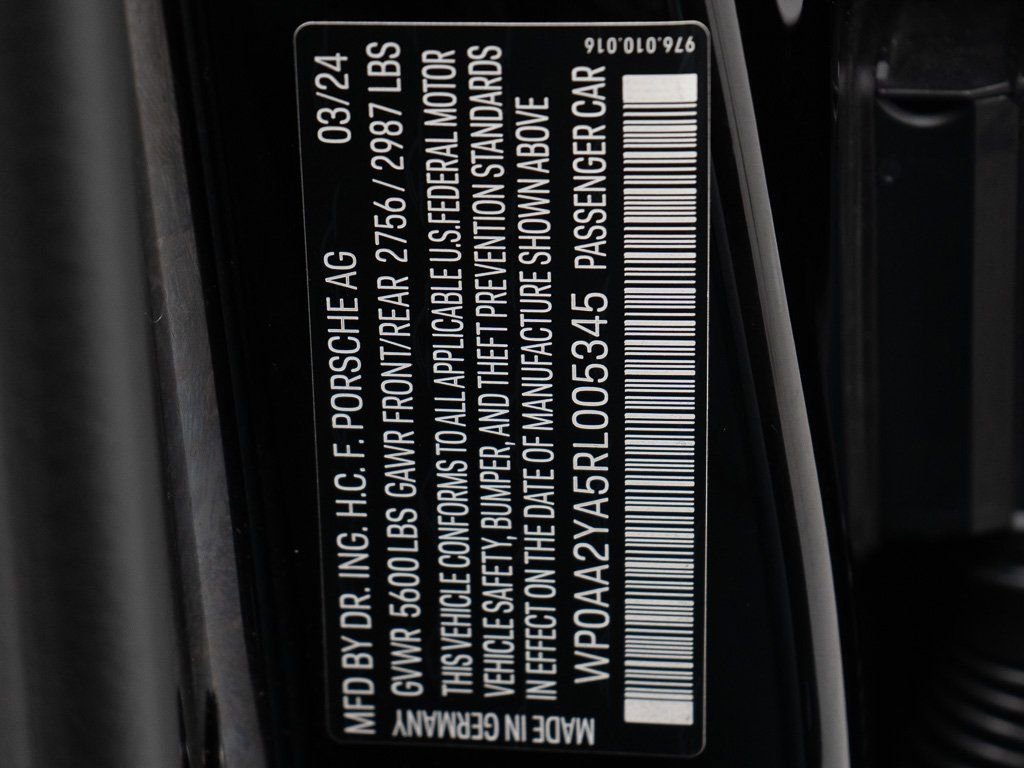 MFD BY DR. ING. H.C. F. PORSCHE AG 03/24
GVWR 5600 LBS GAWR FRONT/REAR 2756 / 2987 LBS
THIS VEHICLE CONFORMS TO ALL APPLICABLE U.S. FEDERAL MOTOR
VEHICLE SAFETY, BUMPER, AND THEFT PREVENTION STANDARDS
IN EFFECT ON THE DATE OF MANUFACTURE SHOWN ABOVE
WP0AA2YA5RL005345 PASSENGER CAR
MADE IN GERMANY
976.010.016